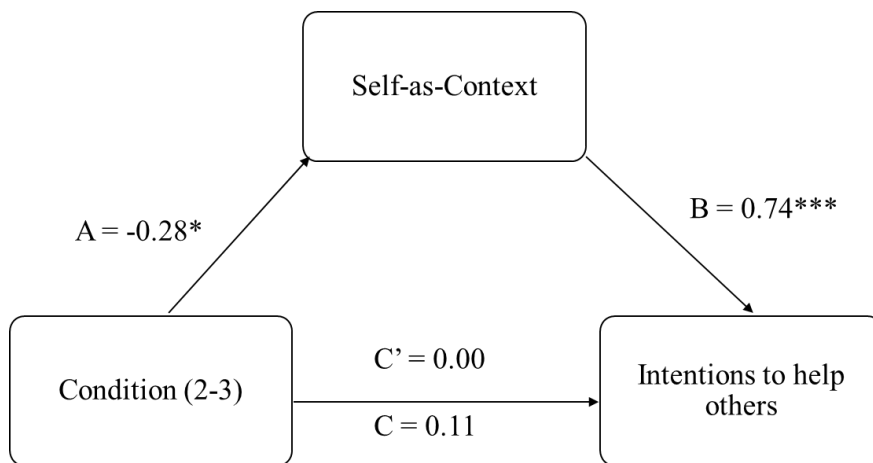 Self-as-Context
A = -0.28*
B = 0.74***
Condition (2-3)
C’ = 0.00
C = 0.11
Intentions to help
others